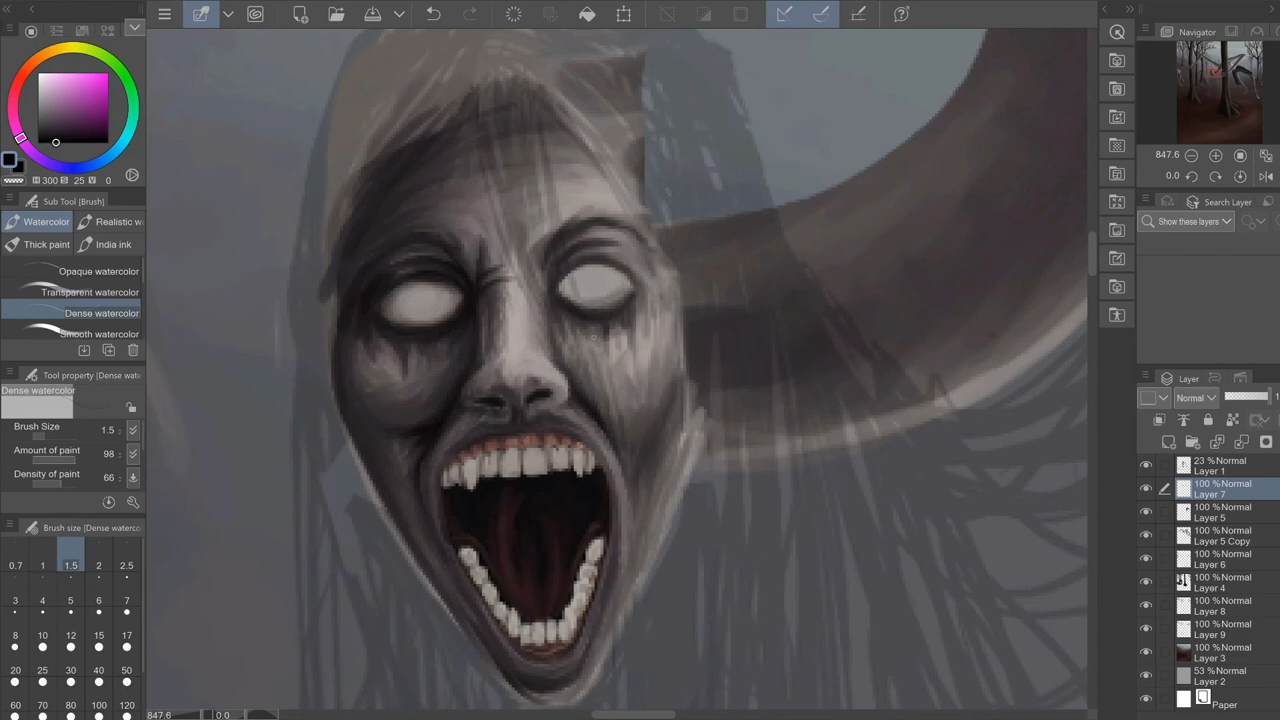 Navigator
847.6
0.0
H 300 S 25 V 0
Sub Tool [Brush]
Watercolor
Realistic w
Thick paint
India ink
Opaque watercolor
Transparent watercolor
Dense watercolor
Smooth watercolor
Tool property [Dense wate
Dense watercolor
Brush Size 1.5
Amount of paint 98
Density of paint 66
Brush size [Dense waterco
0.7 1 1.5 2 2.5
3 4 5 6 7
8 10 12 15 17
20 25 30 40 50
60 70 80 100 120
847.6 0.0
Search Layer
Show these layers
Layer
Normal
23 %Normal
Layer 1
100 %Normal
Layer 7
100 %Normal
Layer 5
100 %Normal
Layer 5 Copy
100 %Normal
Layer 6
100 %Normal
Layer 4
100 %Normal
Layer 8
100 %Normal
Layer 9
100 %Normal
Layer 3
53 %Normal
Layer 2
Paper